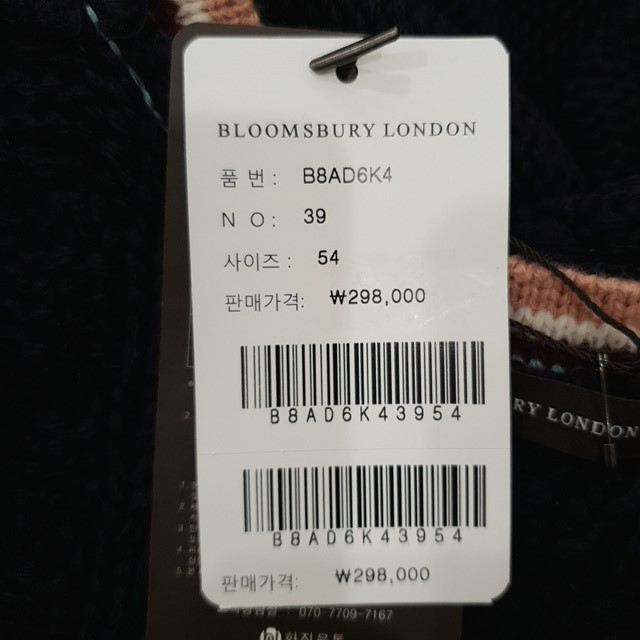 BLOOMSBURY LONDON
품 번 : B8AD6K4
N O : 39
사이즈 : 54
판매가격: ₩298,000
B8AD6K43954
B8AD6K43954
판매가격: ₩298,000
RY LONDON
070-7709-7167